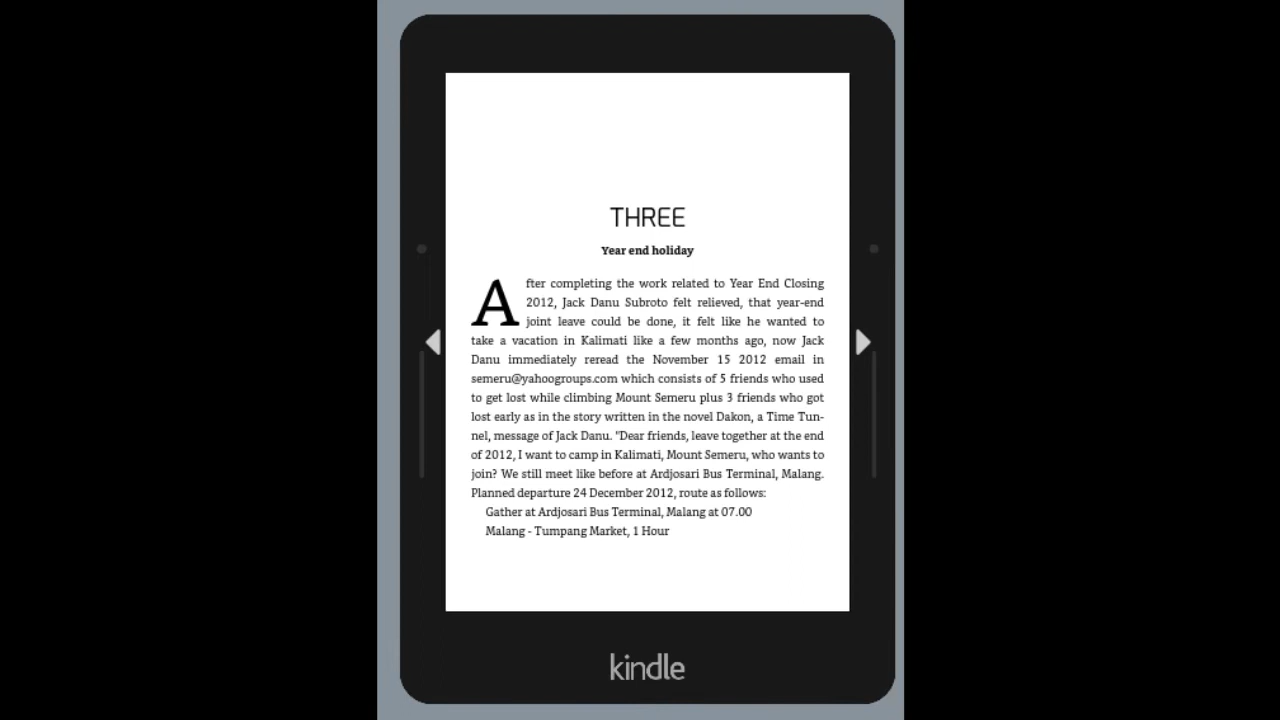 THREE
Year end holiday
After completing the work related to Year End Closing
2012, Jack Danu Subroto felt relieved, that year-end
joint leave could be done, it felt like he wanted to
take a vacation in Kalimati like a few months ago, now Jack
Danu immediately reread the November 15 2012 email in
semeru@yahoogroups.com which consists of 5 friends who used
to get lost while climbing Mount Semeru plus 3 friends who got
lost early as in the story written in the novel Dakon, a Time Tun-
nel, message of Jack Danu. "Dear friends, leave together at the end
of 2012, I want to camp in Kalimati, Mount Semeru, who wants to
join? We still meet like before at Ardjosari Bus Terminal, Malang.
Planned departure 24 December 2012, route as follows:
Gather at Ardjosari Bus Terminal, Malang at 07.00
Malang - Tumpang Market, 1 Hour
kindle